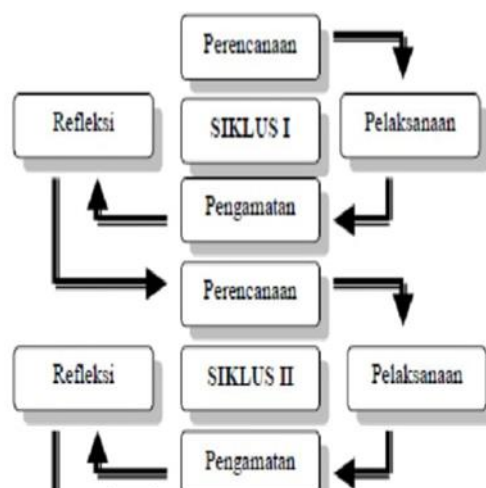 Perencanaan
Refleksi
SIKLUS I
Pelaksanaan
Pengamatan
Perencanaan
Refleksi
SIKLUS II
Pelaksanaan
Pengamatan